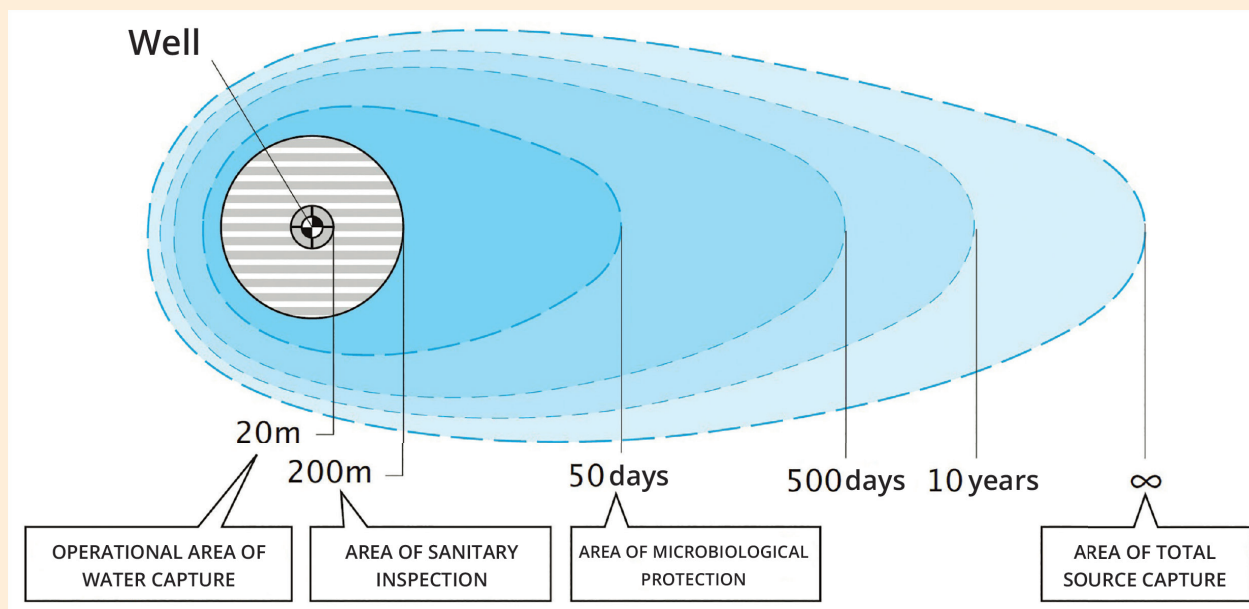 Well
20m
200m
50 days
500 days
10 years
∞
OPERATIONAL AREA OF
WATER CAPTURE
AREA OF SANITARY
INSPECTION
AREA OF MICROBIOLOGICAL
PROTECTION
AREA OF TOTAL
SOURCE CAPTURE